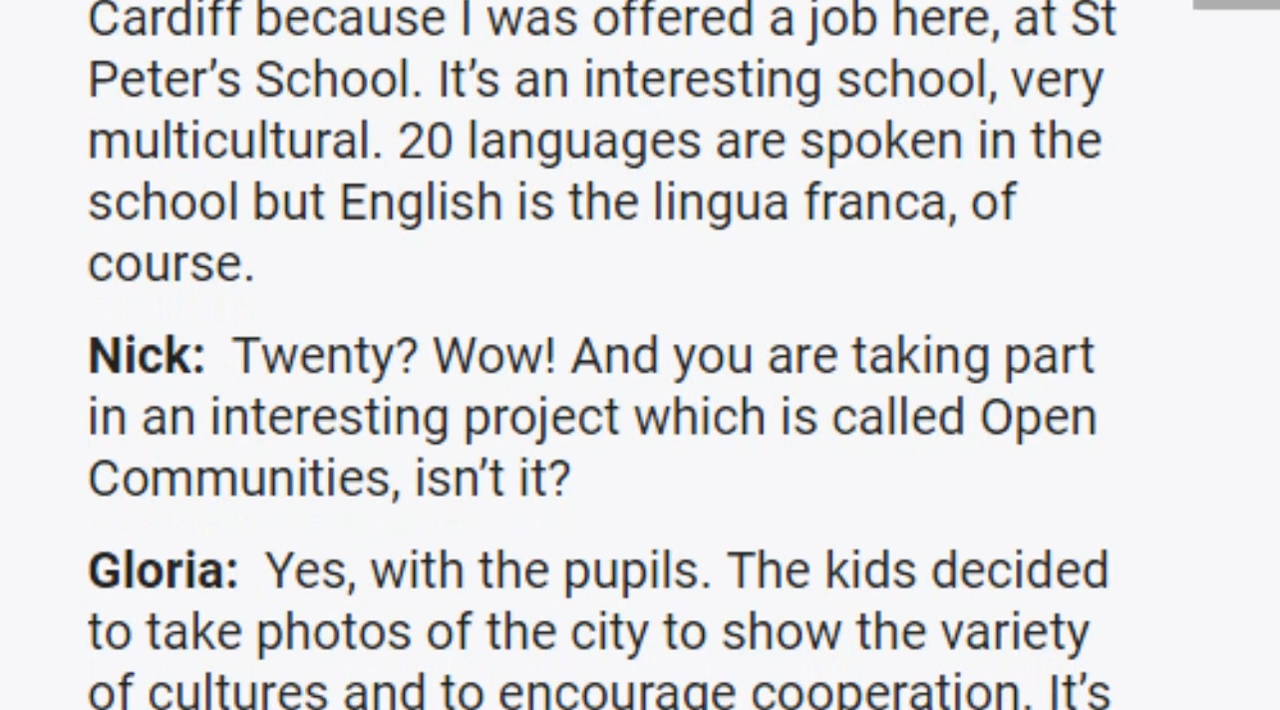 Cardiff because I was offered a job here, at St
Peter’s School. It’s an interesting school, very
multicultural. 20 languages are spoken in the
school but English is the lingua franca, of
course.
Nick: Twenty? Wow! And you are taking part
in an interesting project which is called Open
Communities, isn’t it?
Gloria: Yes, with the pupils. The kids decided
to take photos of the city to show the variety
of cultures and to encourage cooperation. It’s